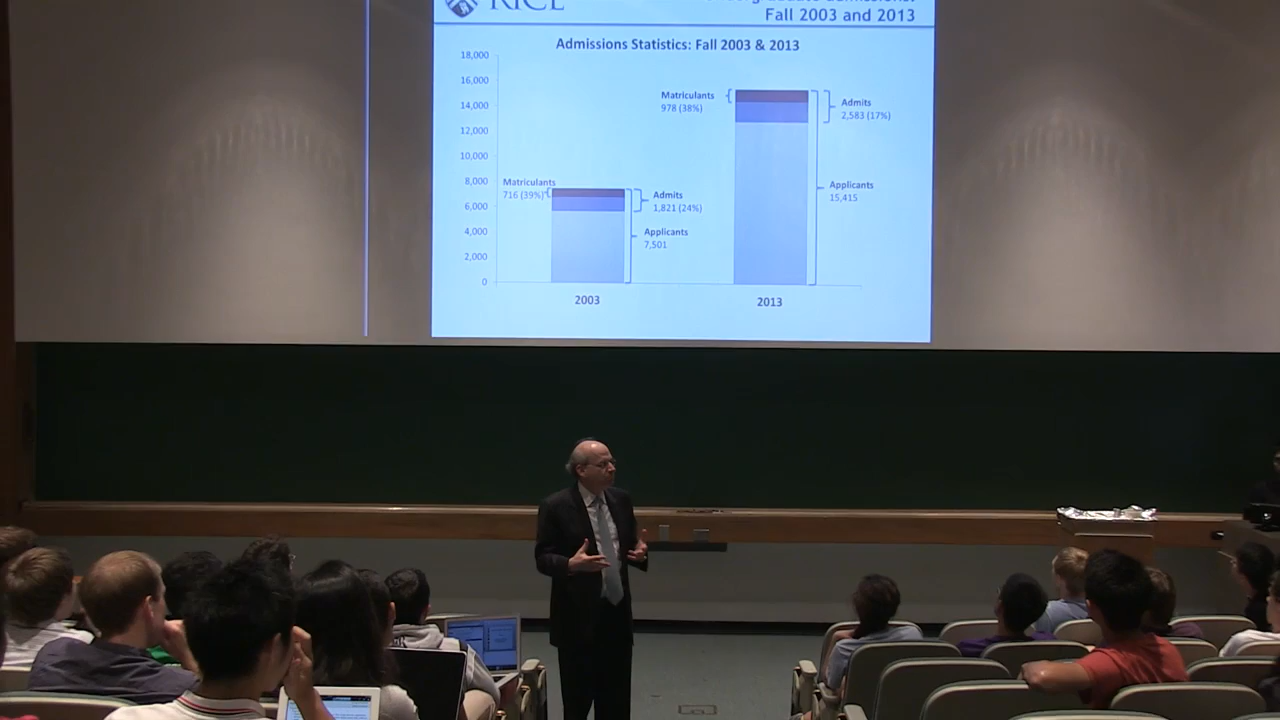 RICE
Fall 2003 and 2013
Admissions Statistics: Fall 2003 & 2013
18,000
16,000
14,000
12,000
10,000
8,000
6,000
4,000
2,000
0
Matriculants
716 (39%)
Admits
1,821 (24%)
Applicants
7,501
Matriculants
978 (38%)
Admits
2,583 (17%)
Applicants
15,415
2003
2013